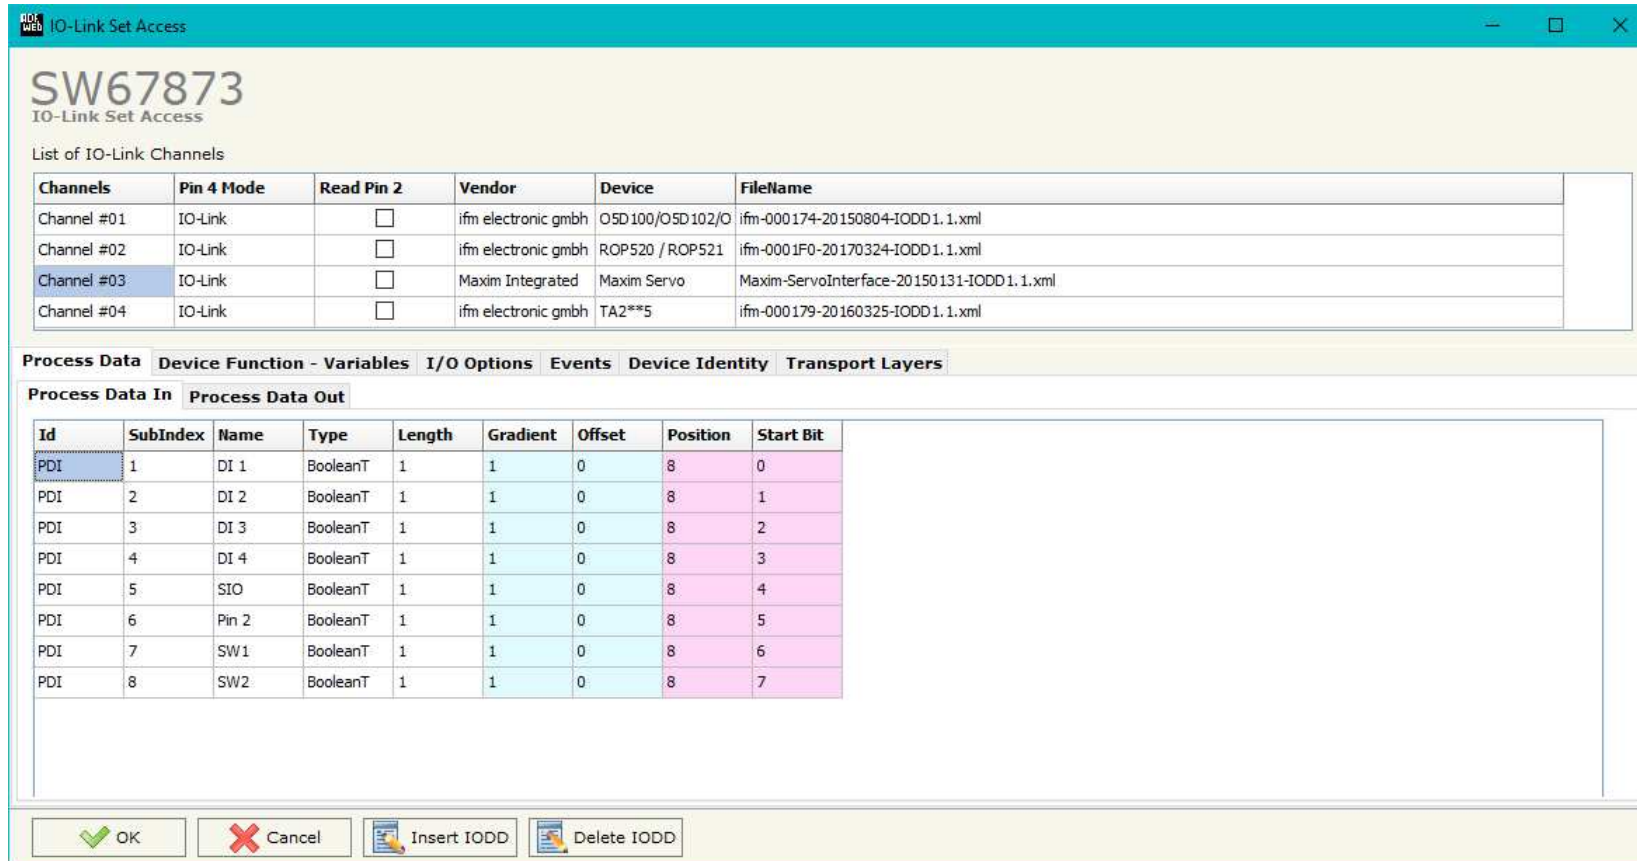 ADF WEB IO-Link Set Access
SW67873
IO-Link Set Access
List of IO-Link Channels
Channels Pin 4 Mode Read Pin 2 Vendor Device FileName
Channel #01 IO-Link ifm electronic gmbh O5D100/O5D102/O ifm-000174-20150804-IODD1.1.xml
Channel #02 IO-Link ifm electronic gmbh ROP520 / ROP521 ifm-0001F0-20170324-IODD1.1.xml
Channel #03 IO-Link Maxim Integrated Maxim Servo Maxim-ServoInterface-20150131-IODD1.1.xml
Channel #04 IO-Link ifm electronic gmbh TA2**5 ifm-000179-20160325-IODD1.1.xml
Process Data Device Function - Variables I/O Options Events Device Identity Transport Layers
Process Data In Process Data Out
Id SubIndex Name Type Length Gradient Offset Position Start Bit
PDI 1 DI 1 BooleanT 1 1 0 8 0
PDI 2 DI 2 BooleanT 1 1 0 8 1
PDI 3 DI 3 BooleanT 1 1 0 8 2
PDI 4 DI 4 BooleanT 1 1 0 8 3
PDI 5 SIO BooleanT 1 1 0 8 4
PDI 6 Pin 2 BooleanT 1 1 0 8 5
PDI 7 SW1 BooleanT 1 1 0 8 6
PDI 8 SW2 BooleanT 1 1 0 8 7
OK Cancel Insert IODD Delete IODD